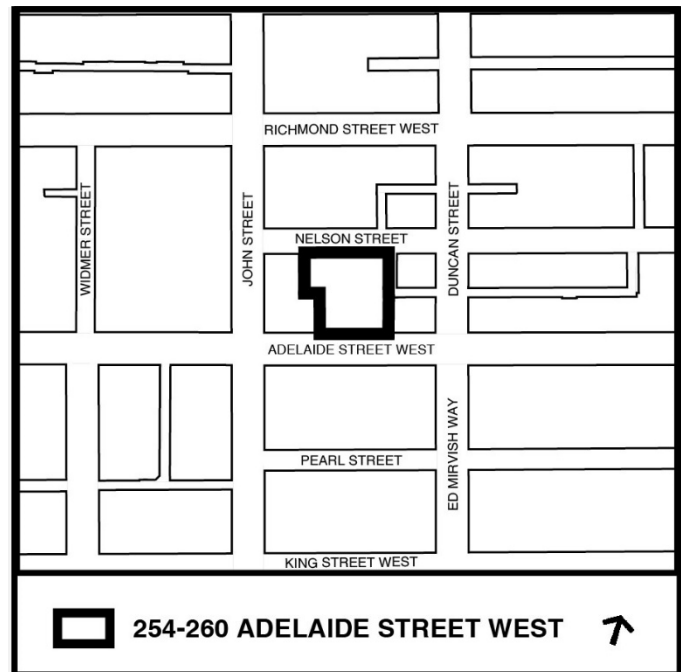 RICHMOND STREET WEST
WIDMER STREET
JOHN STREET
DUNCAN STREET
NELSON STREET
ADELAIDE STREET WEST
ED MIRVISH WAY
PEARL STREET
KING STREET WEST
254-260 ADELAIDE STREET WEST